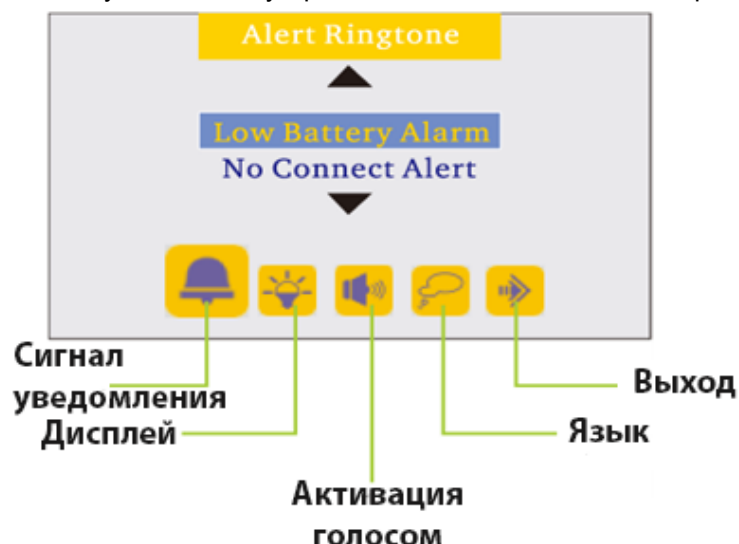 Alert Ringtone
Low Battery Alarm
No Connect Alert
Сигнал
уведомления
Выход
Дисплей
Язык
Активация
голосом